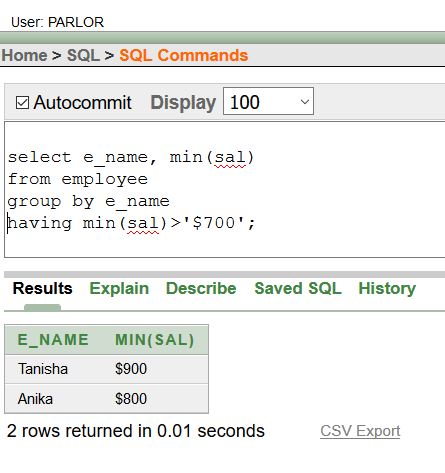 User: PARLOR
Home > SQL > SQL Commands
Autocommit Display 100
select e_name, min(sal)
from employee
group by e_name
having min(sal)>'$700';
Results Explain Describe Saved SQL History
E_NAME MIN(SAL)
Tanisha $900
Anika $800
2 rows returned in 0.01 seconds CSV Export